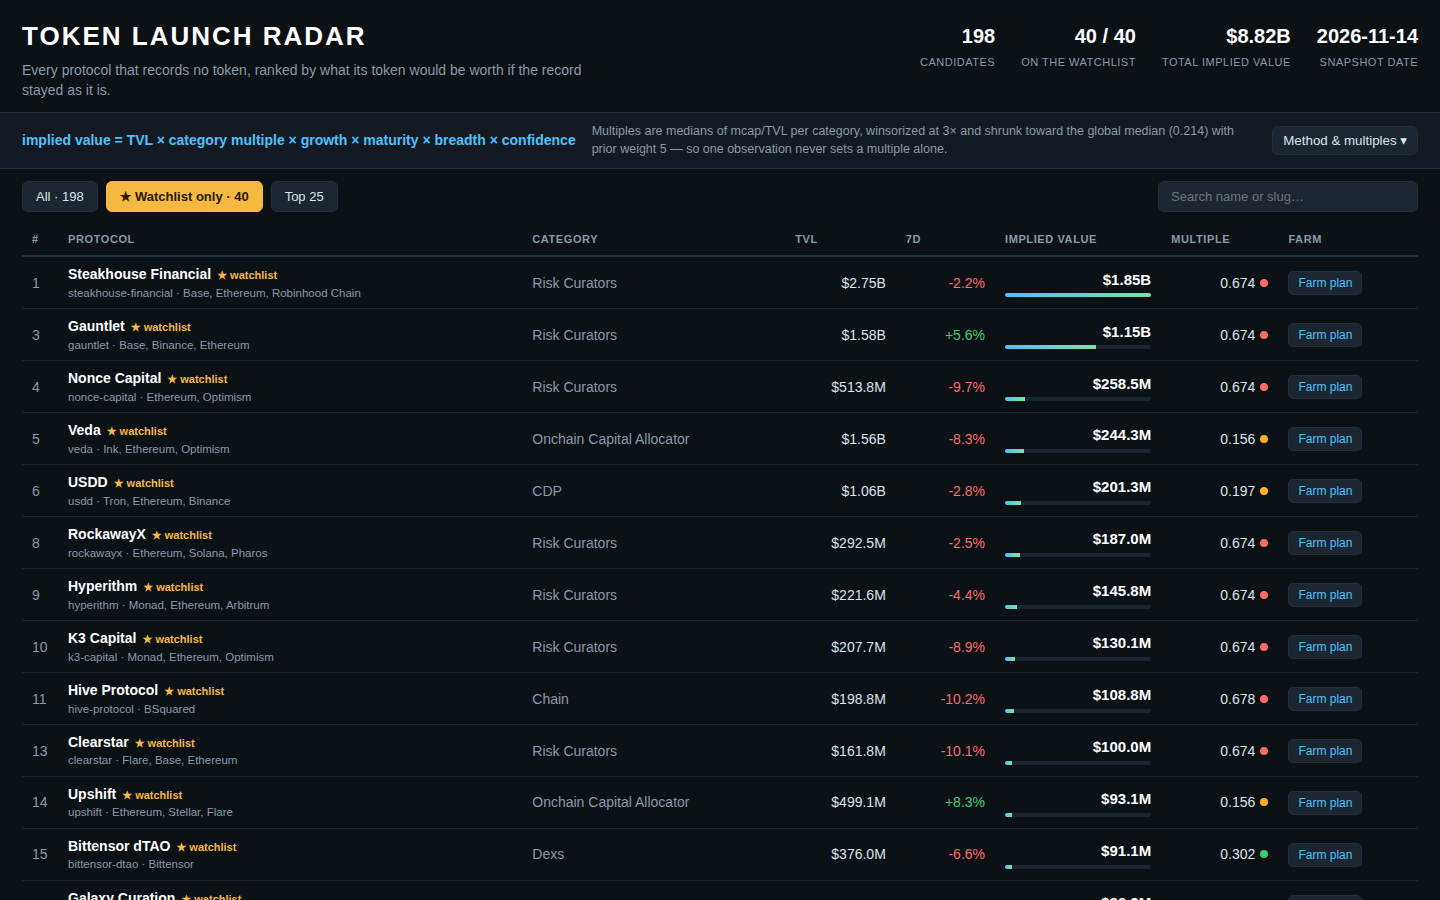 TOKEN LAUNCH RADAR
Every protocol that records no token, ranked by what its token would be worth if the record
stayed as it is.
198
CANDIDATES
40 / 40
ON THE WATCHLIST
$8.82B
TOTAL IMPLIED VALUE
2026-11-14
SNAPSHOT DATE
implied value = TVL × category multiple × growth × maturity × breadth × confidence
Multiples are medians of mcap/TVL per category, winsorized at 3× and shrunk toward the global median (0.214) with
prior weight 5 — so one observation never sets a multiple alone.
Method & multiples ▾
All · 198
★ Watchlist only · 40
Top 25
Search name or slug…
# PROTOCOL CATEGORY TVL 7D IMPLIED VALUE MULTIPLE FARM
1 Steakhouse Financial ★ watchlist Risk Curators $2.75B -2.2% $1.85B 0.674 Farm plan
steakhouse-financial · Base, Ethereum, Robinhood Chain
3 Gauntlet ★ watchlist Risk Curators $1.58B +5.6% $1.15B 0.674 Farm plan
gauntlet · Base, Binance, Ethereum
4 Nonce Capital ★ watchlist Risk Curators $513.8M -9.7% $258.5M 0.674 Farm plan
nonce-capital · Ethereum, Optimism
5 Veda ★ watchlist Onchain Capital Allocator $1.56B -8.3% $244.3M 0.156 Farm plan
veda · Ink, Ethereum, Optimism
6 USDD ★ watchlist CDP $1.06B -2.8% $201.3M 0.197 Farm plan
usdd · Tron, Ethereum, Binance
8 RockawayX ★ watchlist Risk Curators $292.5M -2.5% $187.0M 0.674 Farm plan
rockawayx · Ethereum, Solana, Pharos
9 Hyperithm ★ watchlist Risk Curators $221.6M -4.4% $145.8M 0.674 Farm plan
hyperithm · Monad, Ethereum, Arbitrum
10 K3 Capital ★ watchlist Risk Curators $207.7M -8.9% $130.1M 0.674 Farm plan
k3-capital · Monad, Ethereum, Optimism
11 Hive Protocol ★ watchlist Chain $198.8M -10.2% $108.8M 0.678 Farm plan
hive-protocol · BSquared
13 Clearstar ★ watchlist Risk Curators $161.8M -10.1% $100.0M 0.674 Farm plan
clearstar · Flare, Base, Ethereum
14 Upshift ★ watchlist Onchain Capital Allocator $499.1M +8.3% $93.1M 0.156 Farm plan
upshift · Ethereum, Stellar, Flare
15 Bittensor dTAO ★ watchlist Dexs $376.0M -6.6% $91.1M 0.302 Farm plan
bittensor-dtao · Bittensor
Galaxy Curation ★ watchlist